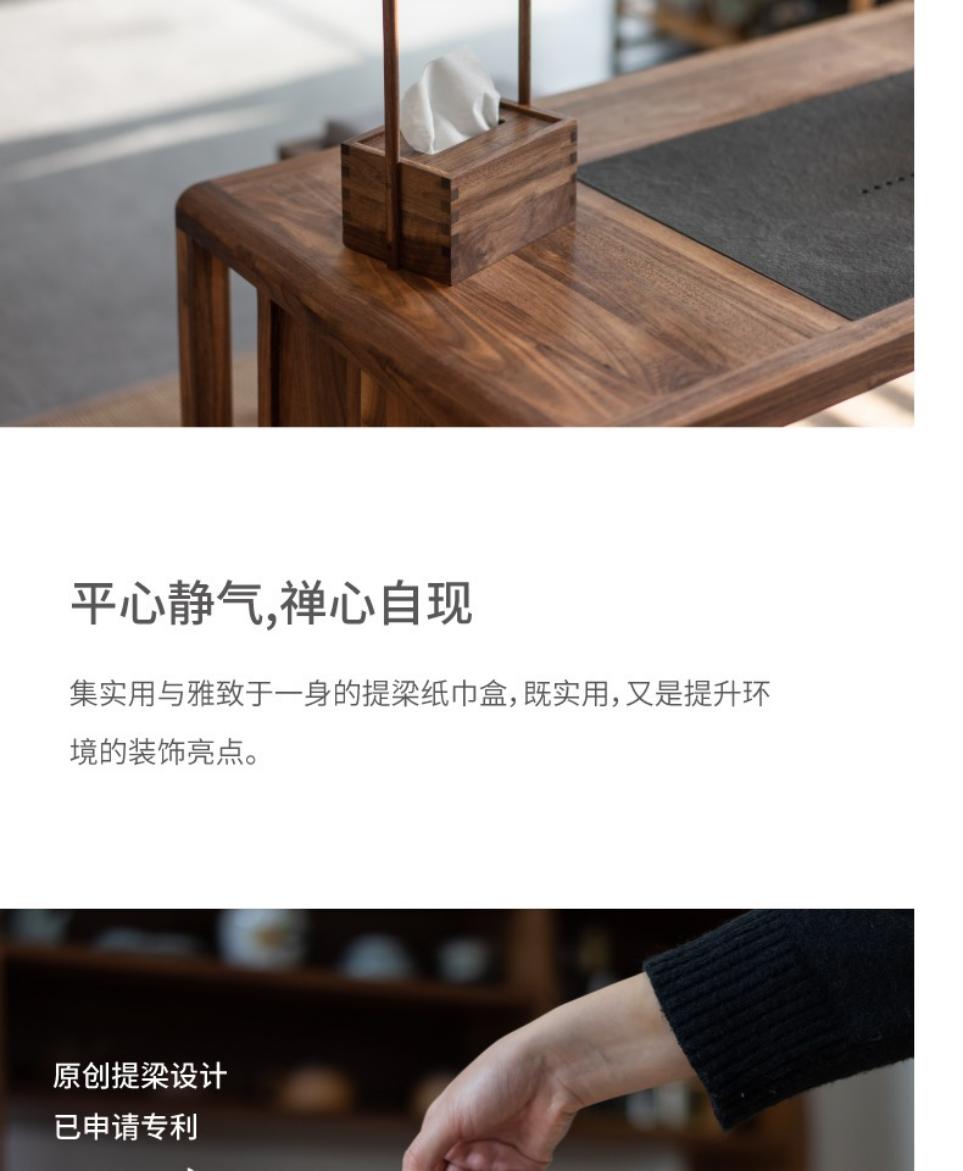 平心静气,禅心自现
集实用与雅致于一身的提梁纸巾盒,既实用,又是提升环
境的装饰亮点。
原创提梁设计
已申请专利